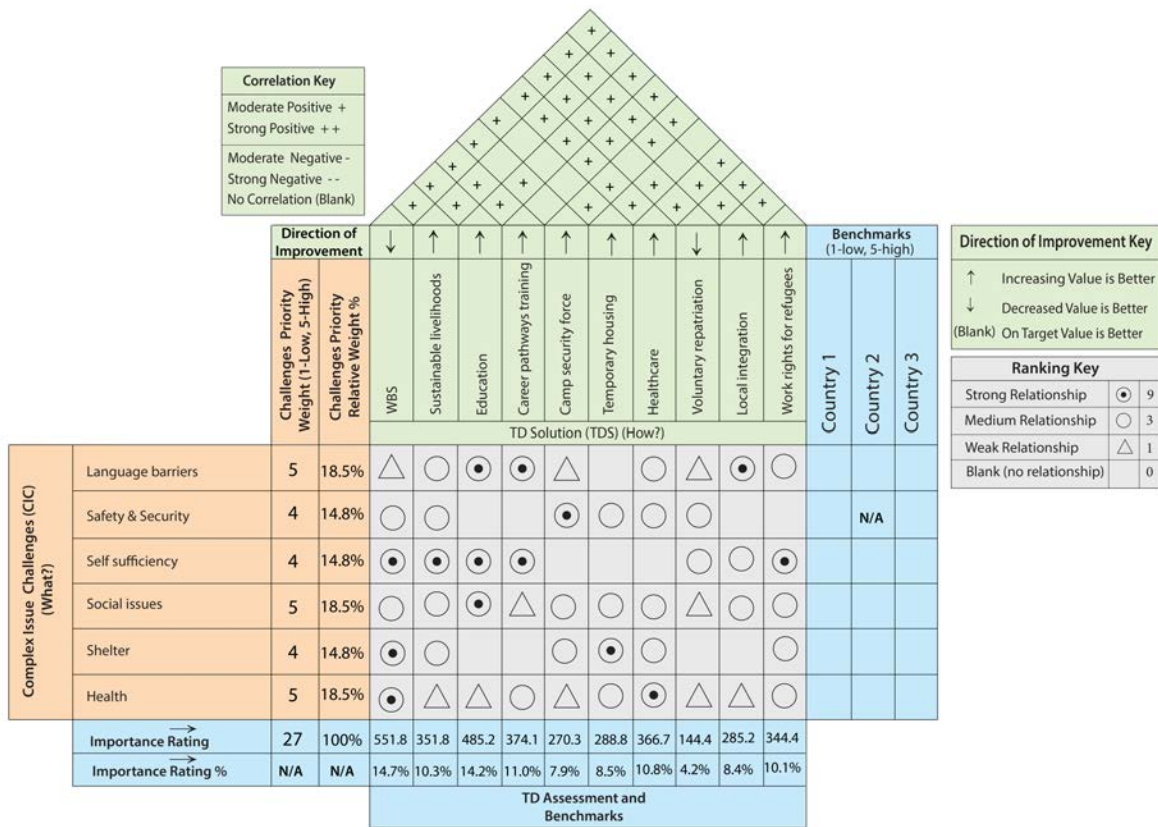 Correlation Key
Moderate Positive +
Strong Positive ++
Moderate Negative -
Strong Negative --
No Correlation (Blank)
Direction of Improvement
↓ ↑ ↑ ↑ ↑ ↑ ↑ ↓ ↑ ↑
Benchmarks
(1-low, 5-high)
Challenges Priority Weight (1-Low, 5-High)
Challenges Priority Relative Weight %
WBS
Sustainable livelihoods
Education
Career pathways training
Camp security force
Temporary housing
Healthcare
Voluntary repatriation
Local integration
Work rights for refugees
Country 1
Country 2
Country 3
TD Solution (TDS) (How?)
Direction of Improvement Key
↑ Increasing Value is Better
↓ Decreased Value is Better
(Blank) On Target Value is Better
Ranking Key
Strong Relationship 9
Medium Relationship 3
Weak Relationship 1
Blank (no relationship) 0
Complex Issue Challenges (CIC)
(What?)
Language barriers 5 18.5%
Safety & Security 4 14.8% N/A
Self sufficiency 4 14.8%
Social issues 5 18.5%
Shelter 4 14.8%
Health 5 18.5%
Importance Rating 27 100% 551.8 351.8 485.2 374.1 270.3 288.8 366.7 144.4 285.2 344.4
Importance Rating % N/A N/A 14.7% 10.3% 14.2% 11.0% 7.9% 8.5% 10.8% 4.2% 8.4% 10.1%
TD Assessment and
Benchmarks